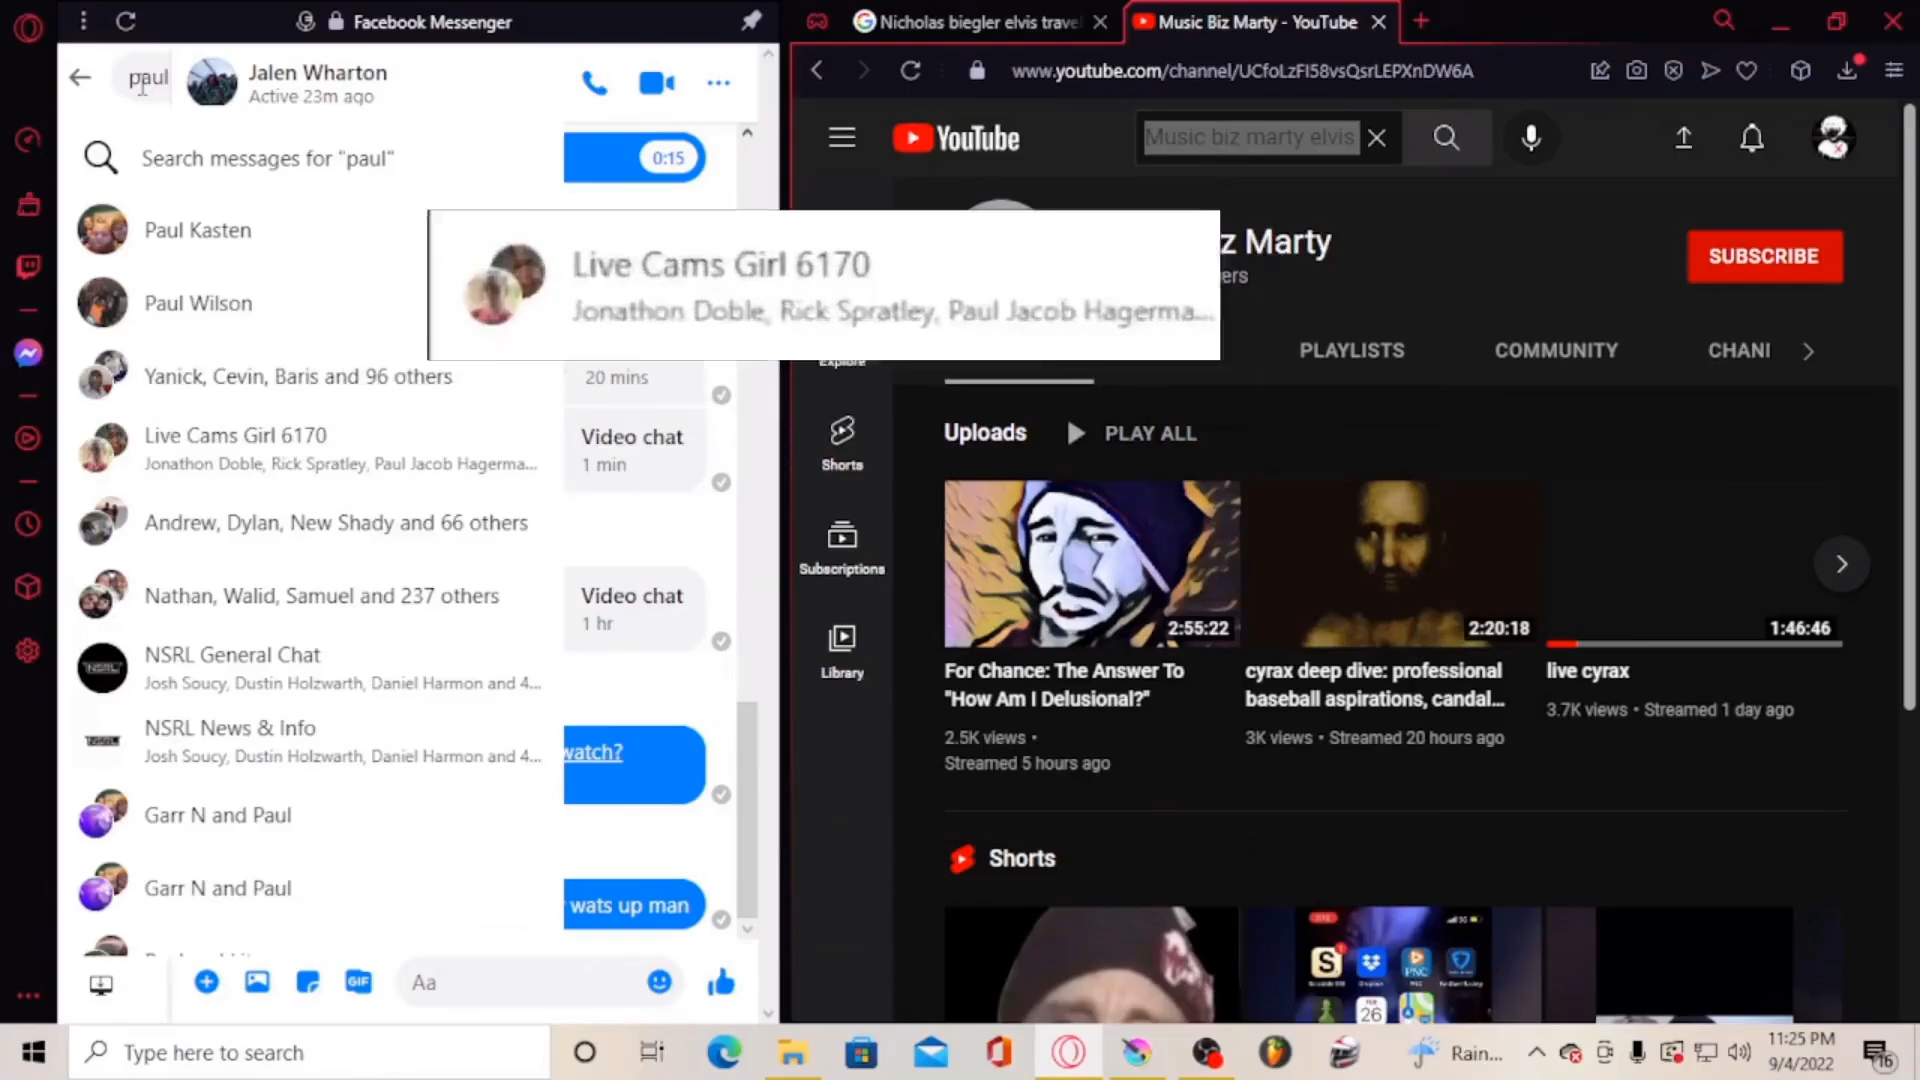 Facebook Messenger
Nicholas biegler elvis trave
Music Biz Marty - YouTube
paul
Jalen Wharton
Active 23m ago
www.youtube.com/channel/UCfoLzFI58vsQsrLEPXnDW6A
Search messages for "paul"
0:15
YouTube
Music biz marty elvis
Paul Kasten
Paul Wilson
Live Cams Girl 6170
Jonathon Doble, Rick Spratley, Paul Jacob Hagerma...
z Marty
ers
SUBSCRIBE
Explore
PLAYLISTS
COMMUNITY
CHANI
Yanick, Cevin, Baris and 96 others
20 mins
Live Cams Girl 6170
Jonathon Doble, Rick Spratley, Paul Jacob Hagerma...
Video chat
1 min
Uploads
PLAY ALL
Shorts
Andrew, Dylan, New Shady and 66 others
Subscriptions
Nathan, Walid, Samuel and 237 others
Video chat
1 hr
2:55:22
2:20:18
1:46:46
NSRL
NSRL General Chat
Josh Soucy, Dustin Holzwarth, Daniel Harmon and 4...
Library
For Chance: The Answer To
"How Am I Delusional?"
2.5K views •
Streamed 5 hours ago
cyrax deep dive: professional
baseball aspirations, candal...
3K views • Streamed 20 hours ago
live cyrax
3.7K views • Streamed 1 day ago
NSRL
NSRL News & Info
Josh Soucy, Dustin Holzwarth, Daniel Harmon and 4...
watch?
Garr N and Paul
Shorts
Garr N and Paul
wats up man
S
PNC
26
GIF
Aa
Type here to search
Rain...
11:25 PM
9/4/2022
16